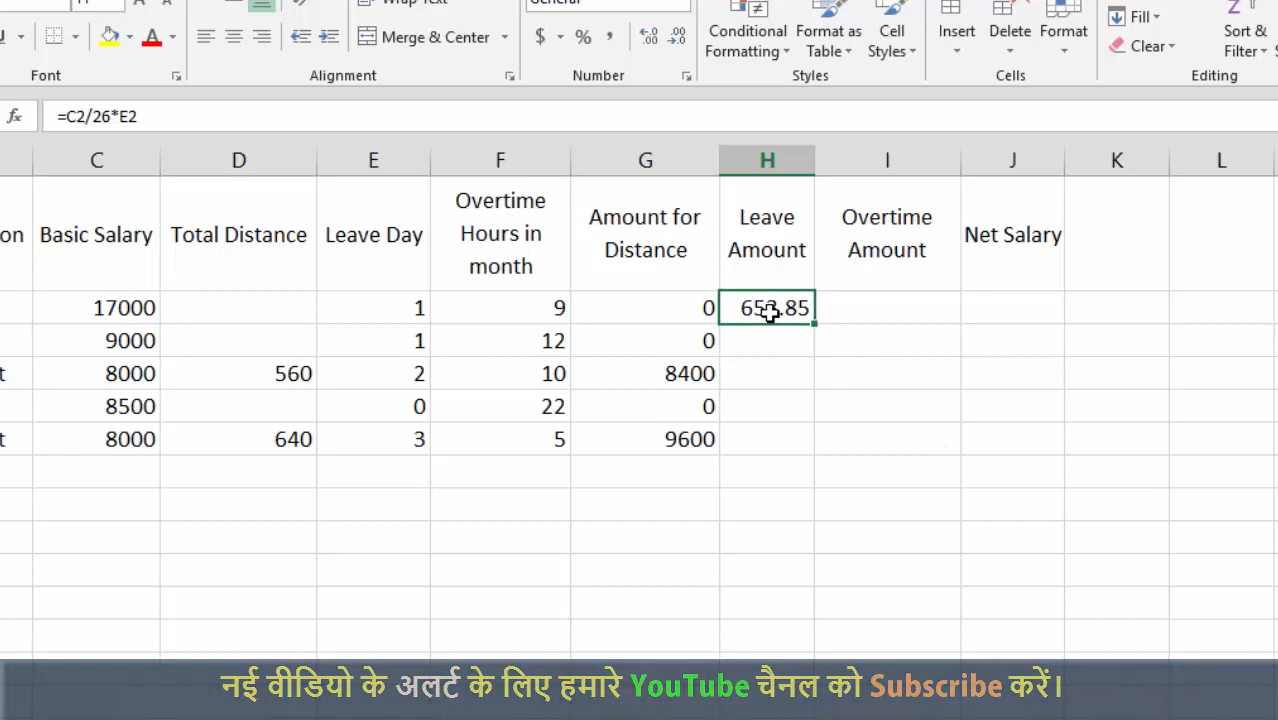 General
Merge & Center
$ % ,
Conditional Formatting
Format as Table
Cell Styles
Insert
Delete
Format
Fill
Clear
Sort &
Filter
Font
Alignment
Number
Styles
Cells
Editing
fx =C2/26*E2
C D E F G H I J K L
on Basic Salary Total Distance Leave Day Overtime Hours in month Amount for Distance Leave Amount Overtime Amount Net Salary
17000 1 9 0
9000 1 12 0
t 8000 560 2 10 8400
8500 0 22 0
t 8000 640 3 5 9600
नई वीडियो के अलर्ट के लिए हमारे YouTube चैनल को Subscribe करें।